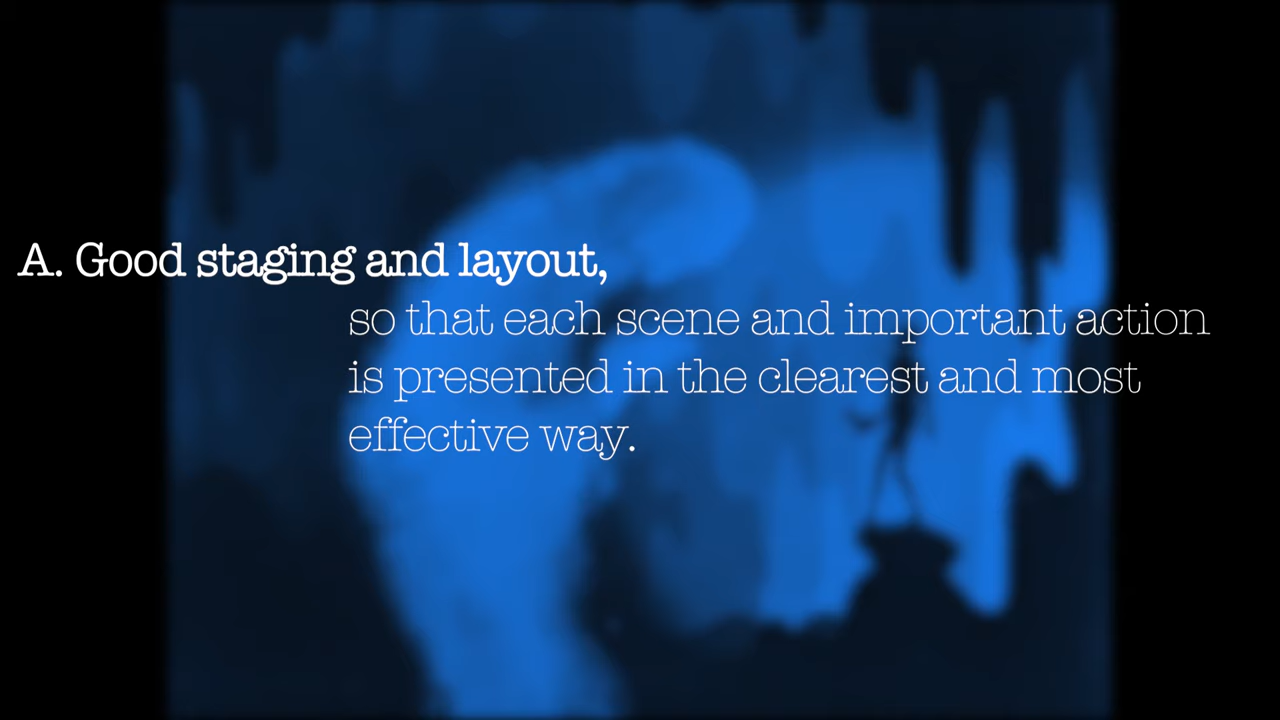 A. Good staging and layout,
so that each scene and important action
is presented in the clearest and most
effective way.